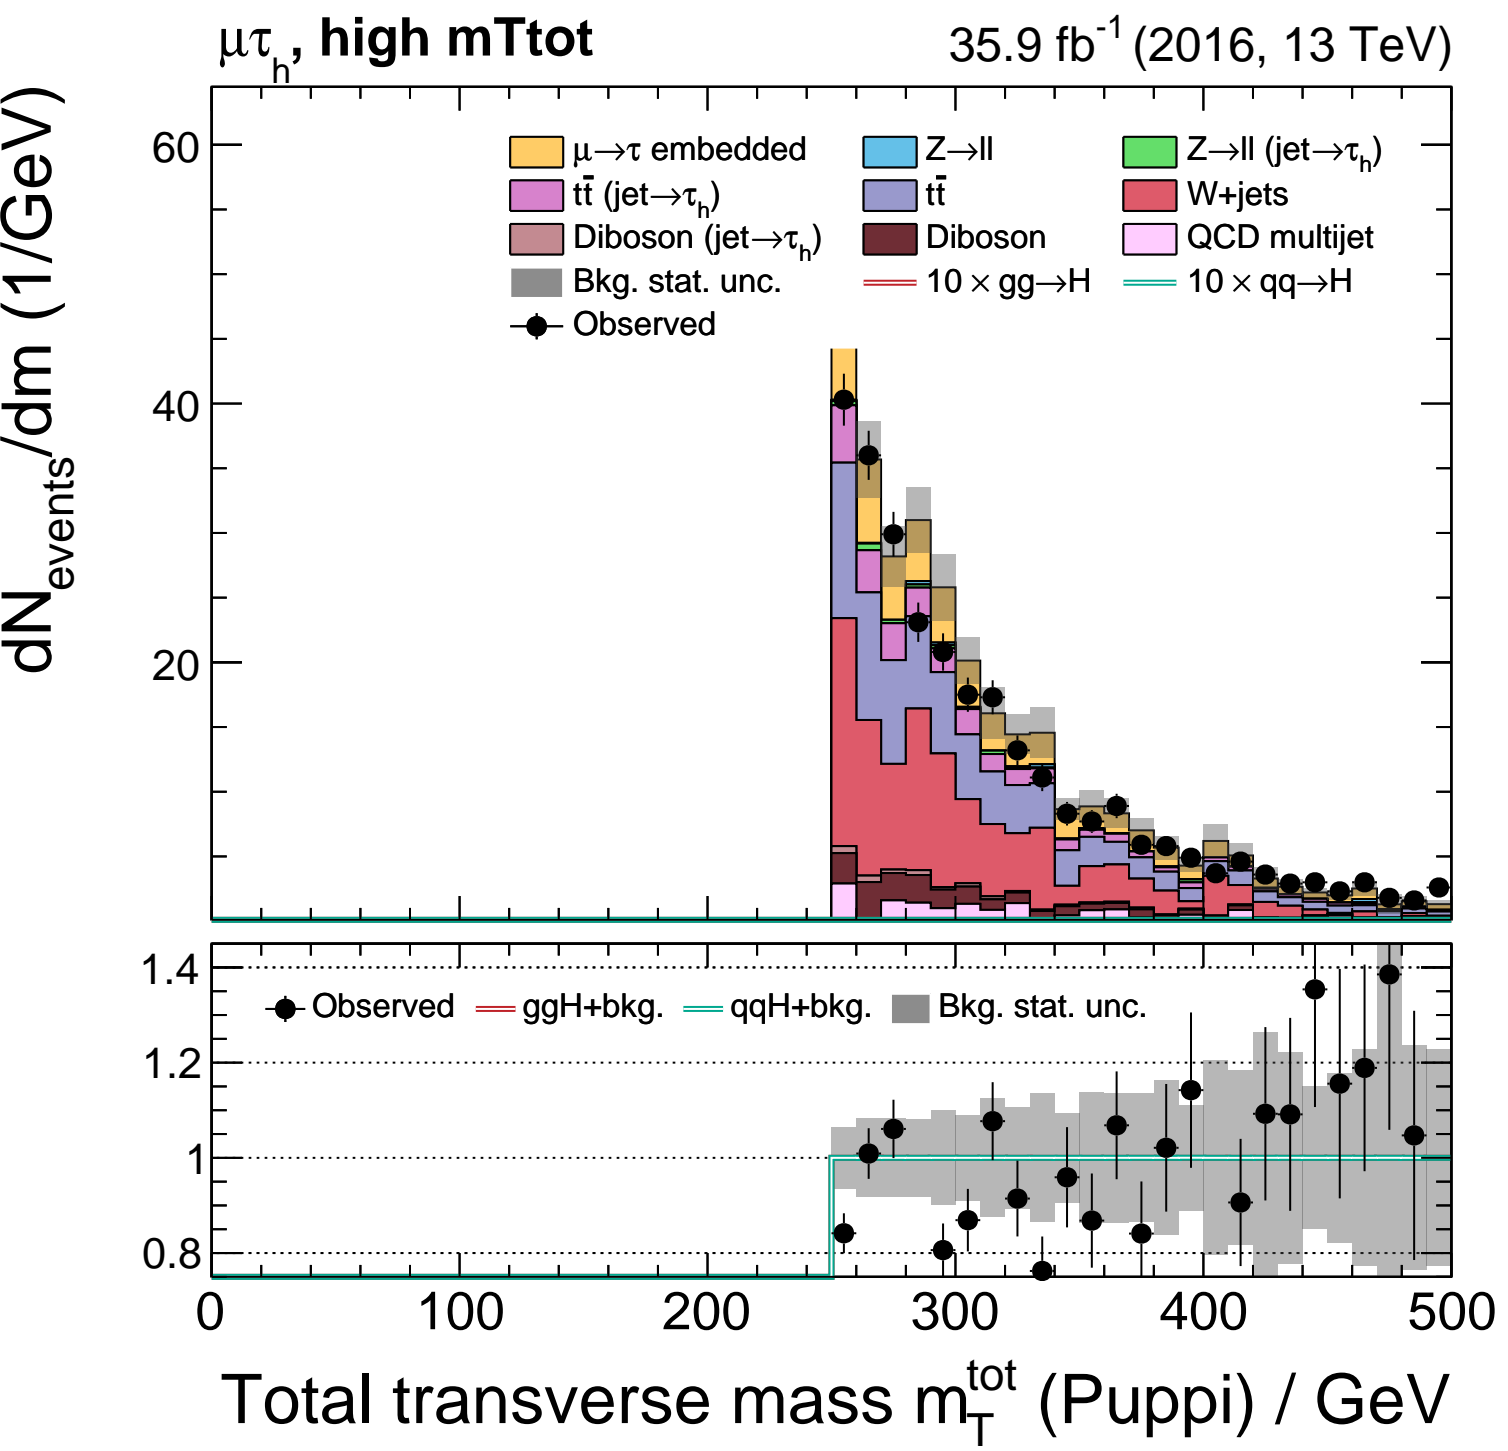 μτh, high mTtot
35.9 fb-1 (2016, 13 TeV)
dNevents/dm (1/GeV)
60
40
20
μ→τ embedded
Z→ll
Z→ll (jet→τh)
tt̄ (jet→τh)
tt̄
W+jets
Diboson (jet→τh)
Diboson
QCD multijet
Bkg. stat. unc.
10 × gg→H
10 × qq→H
Observed
1.4
1.2
1
0.8
Observed
ggH+bkg.
qqH+bkg.
Bkg. stat. unc.
0 100 200 300 400 500
Total transverse mass mTtot (Puppi) / GeV